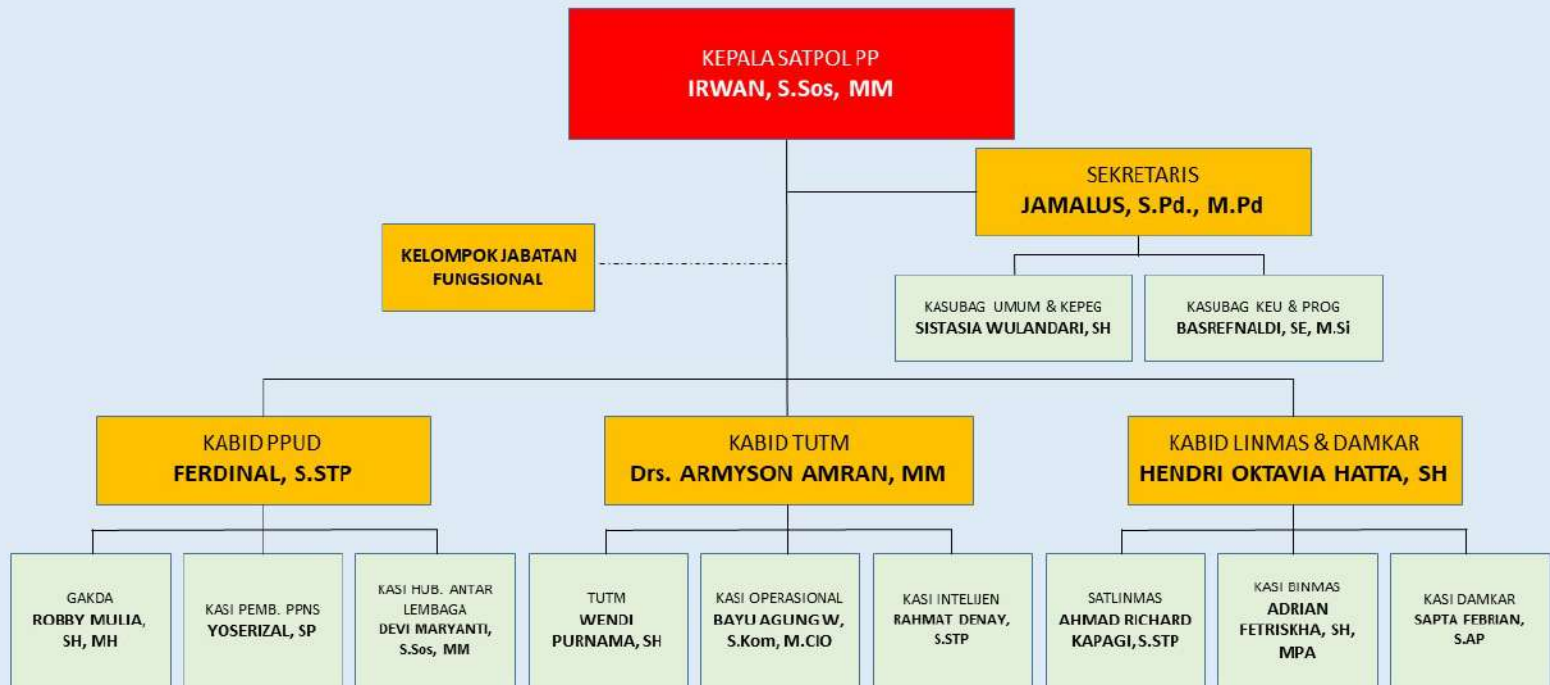 KEPALA SATPOL PP
IRWAN, S.Sos, MM
SEKRETARIS
JAMALUS, S.Pd., M.Pd
KELOMPOK JABATAN
FUNGSIONAL
KASUBAG UMUM & KEPEG
SISTASIA WULANDARI, SH
KASUBAG KEU & PROG
BASREFNALDI, SE, M.Si
KABID PPUD
FERDINAL, S.STP
KABID TUTM
Drs. ARMYSON AMRAN, MM
KABID LINMAS & DAMKAR
HENDRI OKTAVIA HATTA, SH
GAKDA
ROBBY MULIA,
SH, MH
KASI PEMB. PPNS
YOSERIZAL, SP
KASI HUB. ANTAR
LEMBAGA
DEVI MARYANTI,
S.Sos, MM
TUTM
WENDI
PURNAMA, SH
KASI OPERASIONAL
BAYU AGUNG W,
S.Kom, M.CIO
KASI INTELIJEN
RAHMAT DENAY,
S.STP
SATLINMAS
AHMAD RICHARD
KAPAGI, S.STP
KASI BINMAS
ADRIAN
FETRISKHA, SH,
MPA
KASI DAMKAR
SAPTA FEBRIAN,
S.AP